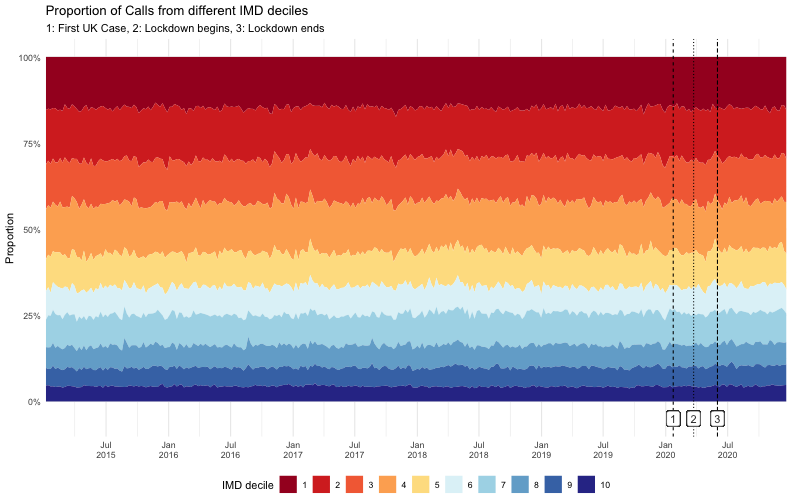 Proportion of Calls from different IMD deciles
1: First UK Case, 2: Lockdown begins, 3: Lockdown ends
100%
75%
50%
25%
0%
Proportion
1 2 3
Jul Jan Jul Jan Jul Jan Jul Jan Jul Jan Jul
2015 2016 2016 2017 2017 2018 2018 2019 2019 2020 2020
IMD decile 1 2 3 4 5 6 7 8 9 10